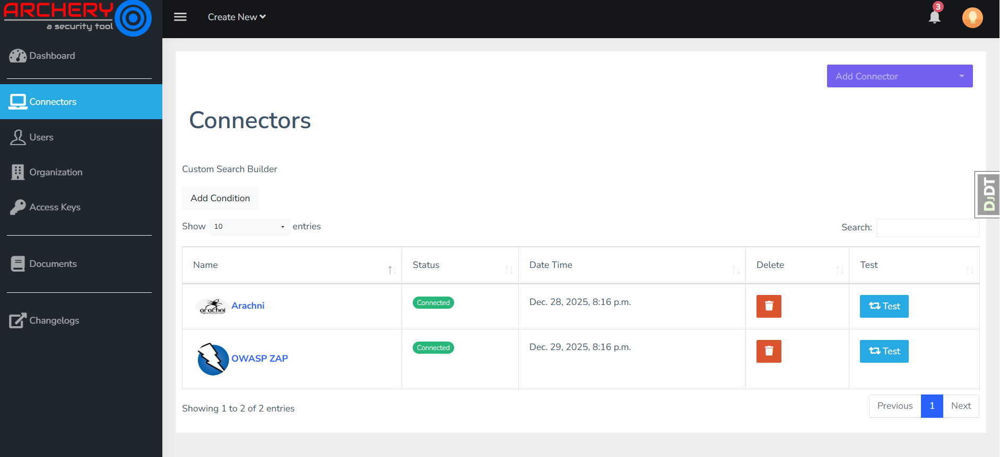 ARCHERY
a security tool
Create New
3
Dashboard
Connectors
Users
Organization
Access Keys
Documents
Changelogs
Add Connector
Connectors
Custom Search Builder
Add Condition
Show 10 entries
Search:
Name Status Date Time Delete Test
arachni Arachni Connected Dec. 28, 2025, 8:16 p.m. Test
OWASP ZAP Connected Dec. 29, 2025, 8:16 p.m. Test
Showing 1 to 2 of 2 entries
Previous 1 Next
DJDT